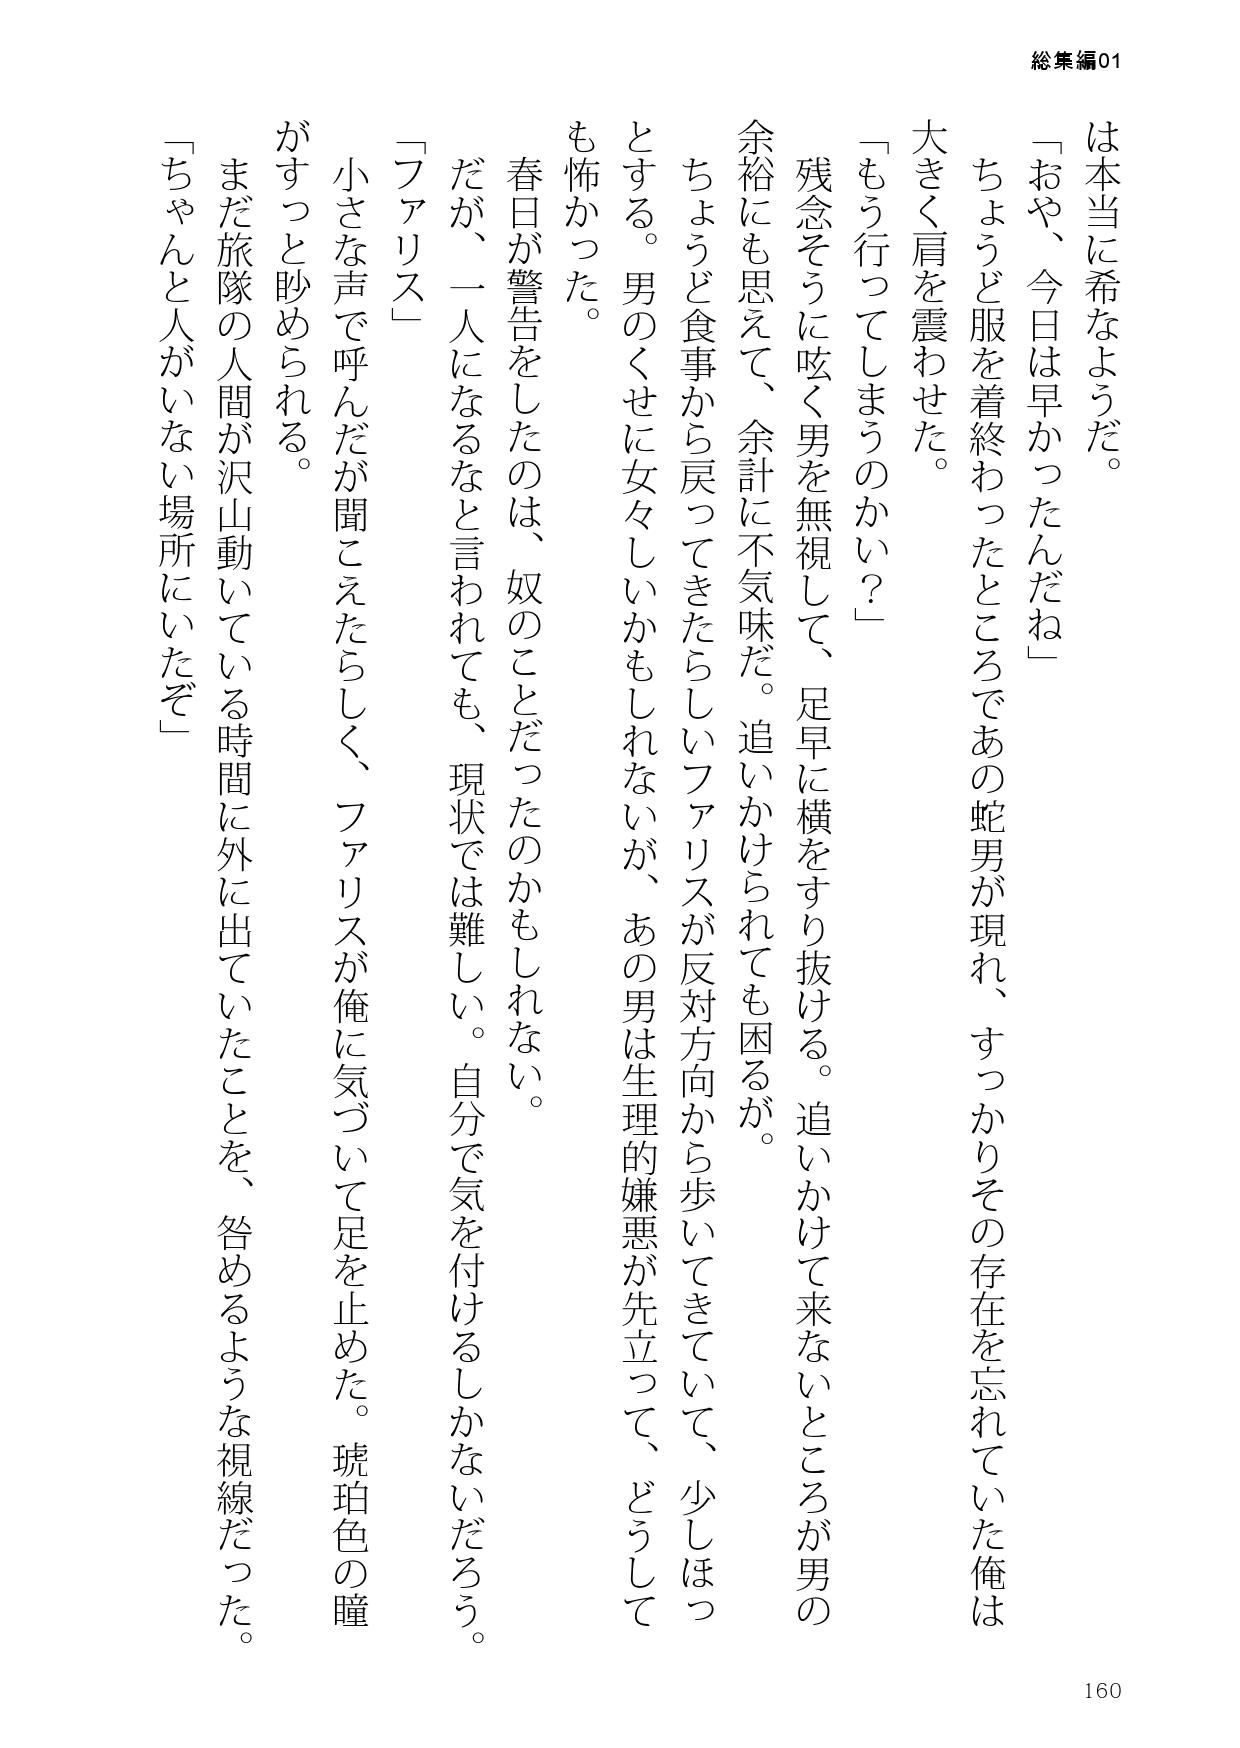 総集編01
は本当に希なようだ。
「おや、今日は早かったんだね」
ちょうど服を着終わったところであの蛇男が現れ、すっかりその存在を忘れていた俺は
大きく肩を震わせた。
「もう行ってしまうのかい？」
残念そうに呟く男を無視して、足早に横をすり抜ける。追いかけて来ないところが男の
余裕にも思えて、余計に不気味だ。追いかけられても困るが。
ちょうど食事から戻ってきたらしいファリスが反対方向から歩いてきていて、少しほっ
とする。男のくせに女々しいかもしれないが、あの男は生理的嫌悪が先立って、どうして
も怖かった。
春日が警告をしたのは、奴のことだったのかもしれない。
だが、一人になるなと言われても、現状では難しい。自分で気を付けるしかないだろう。
「ファリス」
小さな声で呼んだが聞こえたらしく、ファリスが俺に気づいて足を止めた。琥珀色の瞳
がすっと眇められる。
まだ旅隊の人間が沢山動いている時間に外に出ていたことを、咎めるような視線だった。
「ちゃんと人がいない場所にいたぞ」
160